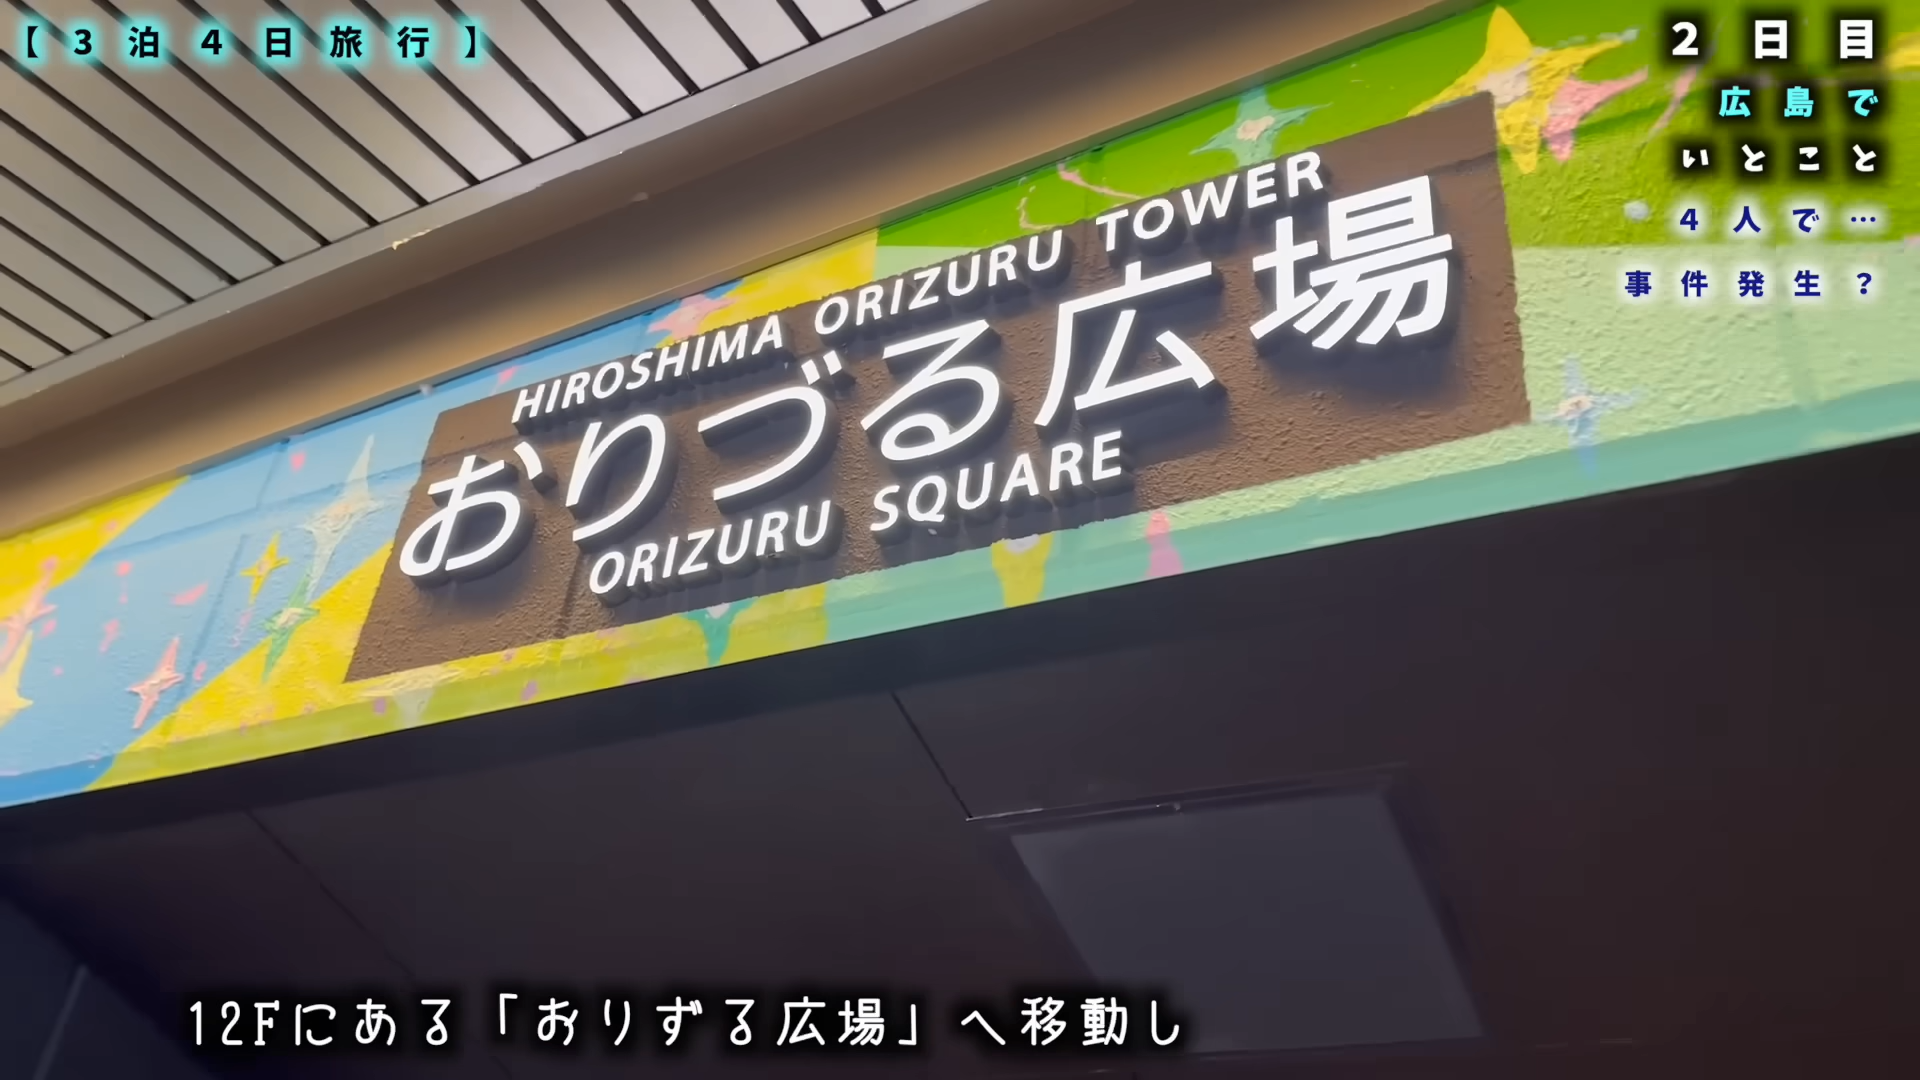 【3泊4日旅行】
2日目
広島で
いとこと
4人で…
事件発生?
HIROSHIMA ORIZURU TOWER
おりづる広場
ORIZURU SQUARE
12Fにある「おりずる広場」へ移動し